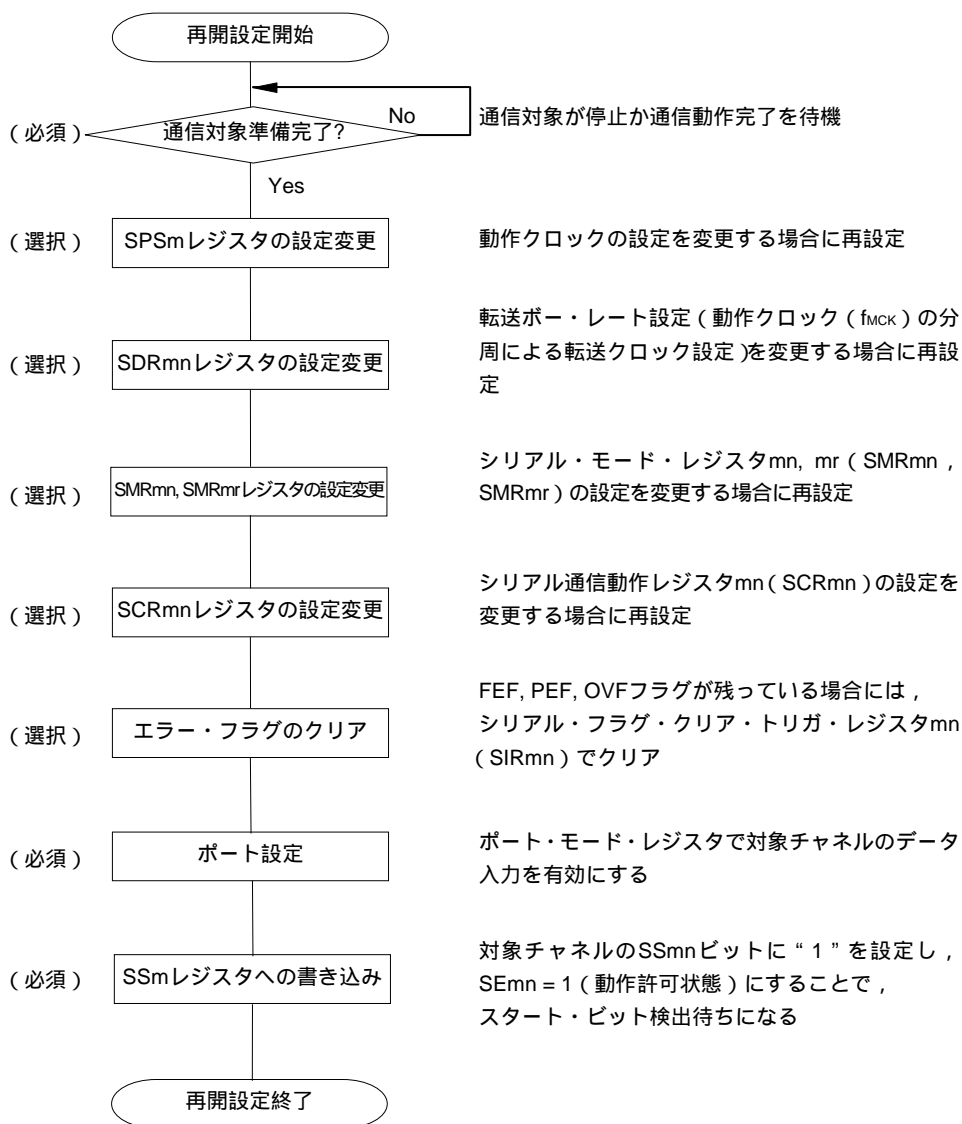 再開設定開始
No
通信対象が停止か通信動作完了を待機
（必須）
通信対象準備完了?
Yes
（選択）
SPSmレジスタの設定変更
動作クロックの設定を変更する場合に再設定
（選択）
SDRmnレジスタの設定変更
転送ボー・レート設定（動作クロック（fMCK）の分
周による転送クロック設定）を変更する場合に再設
定
（選択）
SMRmn, SMRmrレジスタの設定変更
シリアル・モード・レジスタmn, mr（SMRmn，
SMRmr）の設定を変更する場合に再設定
（選択）
SCRmnレジスタの設定変更
シリアル通信動作レジスタmn（SCRmn）の設定を
変更する場合に再設定
（選択）
エラー・フラグのクリア
FEF, PEF, OVFフラグが残っている場合には，
シリアル・フラグ・クリア・トリガ・レジスタmn
（SIRmn）でクリア
（必須）
ポート設定
ポート・モード・レジスタで対象チャネルのデータ
入力を有効にする
（必須）
SSmレジスタへの書き込み
対象チャネルのSSmnビットに“1”を設定し，
SEmn = 1（動作許可状態）にすることで，
スタート・ビット検出待ちになる
再開設定終了